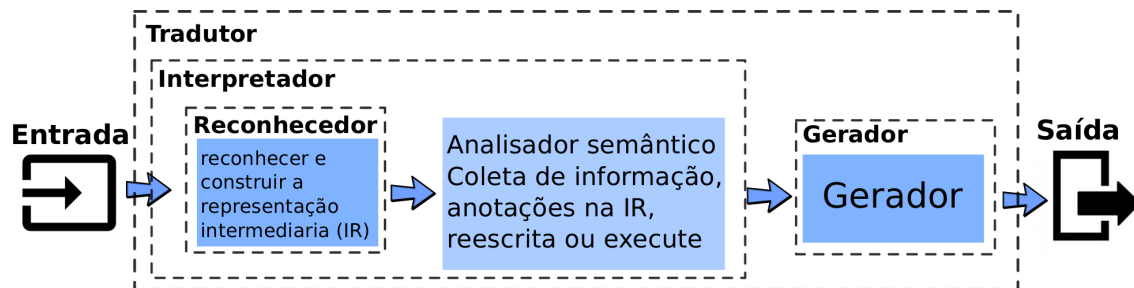 Tradutor
Interpretador
Entrada
Reconhecedor
reconhecer e
construir a
representação
intermediaria (IR)
Analisador semântico
Coleta de informação,
anotações na IR,
reescrita ou execute
Gerador
Gerador
Saída